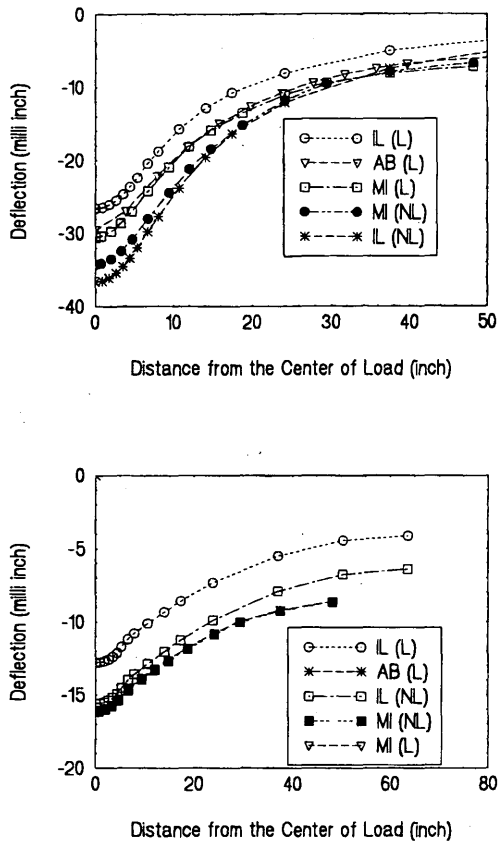 0
-10
-20
-30
-40
Deflection (milli inch)
IL (L)
AB (L)
MI (L)
MI (NL)
IL (NL)
0 10 20 30 40 50
Distance from the Center of Load (inch)
0
-5
-10
-15
-20
Deflection (milli inch)
IL (L)
AB (L)
IL (NL)
MI (NL)
MI (L)
0 20 40 60 80
Distance from the Center of Load (inch)